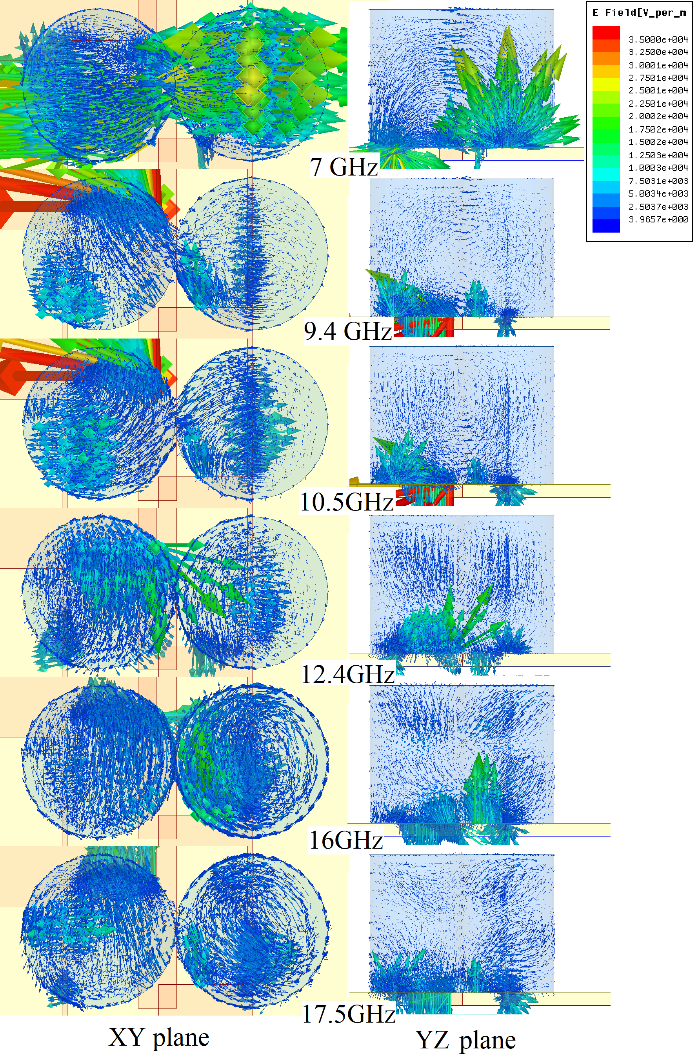 E Field[V_per_m
3.5000e+004
3.2500e+004
3.0001e+004
2.7501e+004
2.5001e+004
2.2501e+004
2.0002e+004
1.7502e+004
1.5002e+004
1.2503e+004
1.0003e+004
7.5031e+003
5.0034e+003
2.5037e+003
3.9657e+000
7 GHz
9.4 GHz
10.5GHz
12.4GHz
16GHz
17.5GHz
XY plane
YZ plane